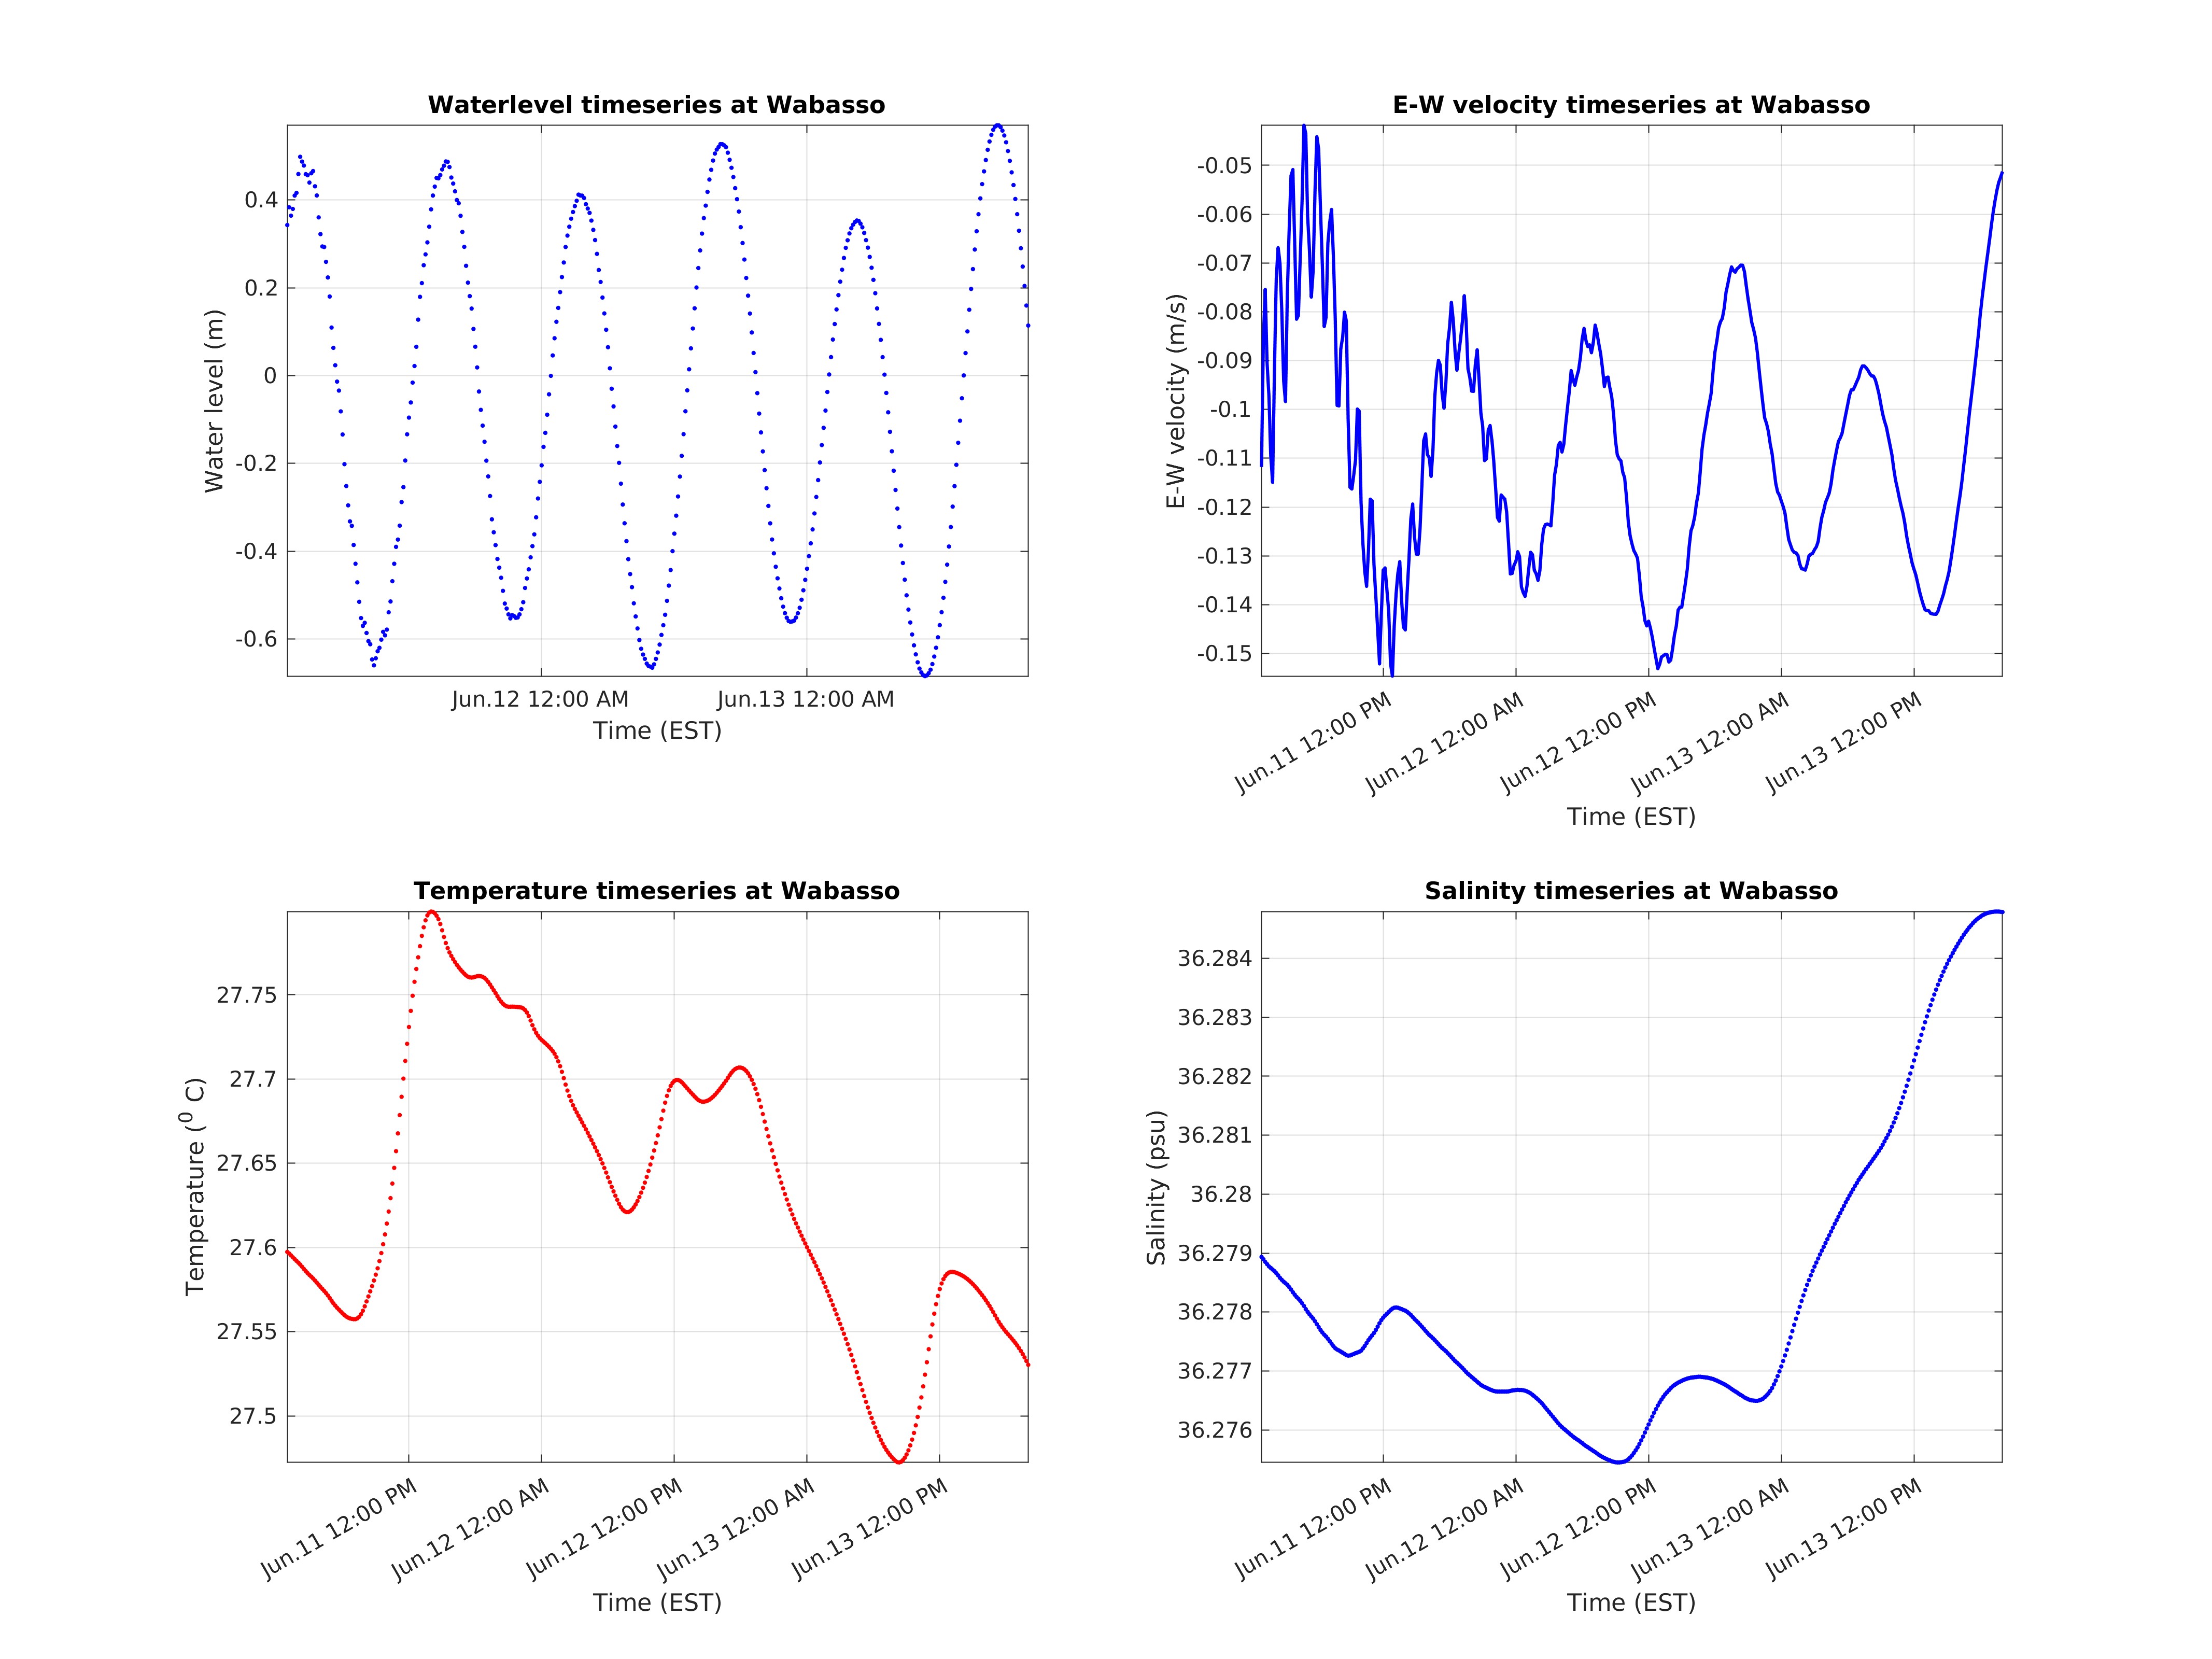 Waterlevel timeseries at Wabasso
0.4
0.2
0
-0.2
-0.4
-0.6
Water level (m)
Jun.12 12:00 AM
Jun.13 12:00 AM
Time (EST)
E-W velocity timeseries at Wabasso
-0.05
-0.06
-0.07
-0.08
-0.09
-0.1
-0.11
-0.12
-0.13
-0.14
-0.15
E-W velocity (m/s)
Jun.11 12:00 PM
Jun.12 12:00 AM
Jun.12 12:00 PM
Jun.13 12:00 AM
Jun.13 12:00 PM
Time (EST)
Temperature timeseries at Wabasso
27.75
27.7
27.65
27.6
27.55
27.5
Temperature (⁰ C)
Jun.11 12:00 PM
Jun.12 12:00 AM
Jun.12 12:00 PM
Jun.13 12:00 AM
Jun.13 12:00 PM
Time (EST)
Salinity timeseries at Wabasso
36.284
36.283
36.282
36.281
36.28
36.279
36.278
36.277
36.276
Salinity (psu)
Jun.11 12:00 PM
Jun.12 12:00 AM
Jun.12 12:00 PM
Jun.13 12:00 AM
Jun.13 12:00 PM
Time (EST)